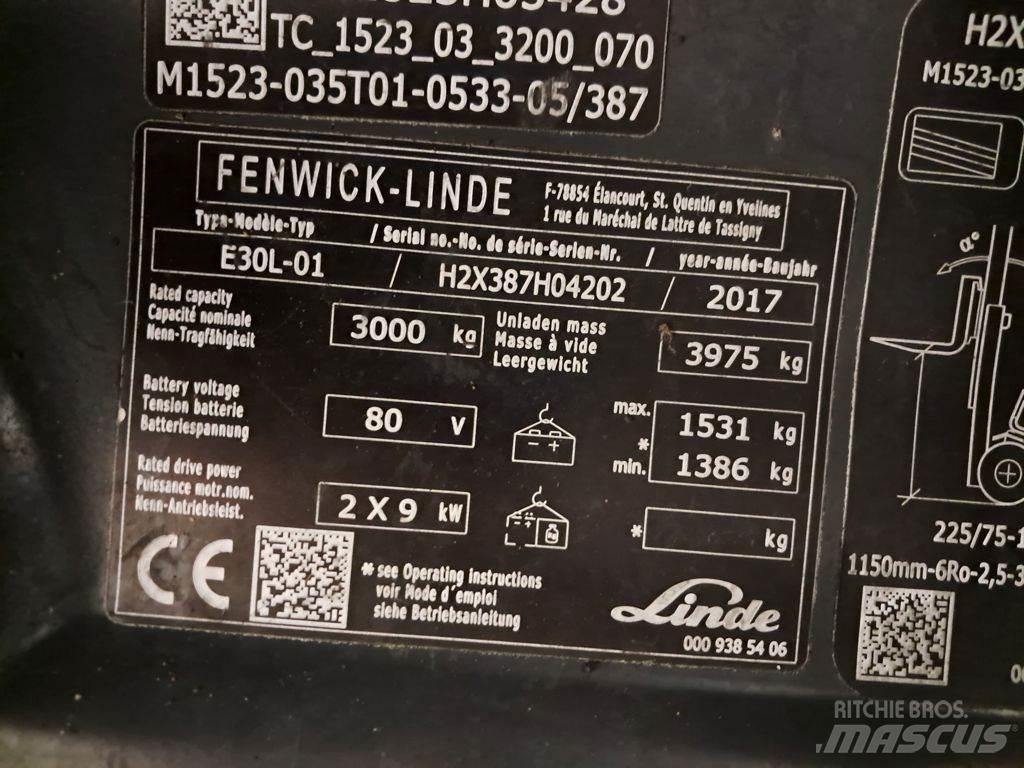 TC_1523_03_3200_070
M1523-035T01-0533-05/387
FENWICK-LINDE
F-78854 Élancourt, St. Quentin en Yvelines
1 rue du Maréchal de Lattre de Tassigny
Type-Modèle-Typ / Serial no.-No. de série-Serien-Nr. / year-année-Baujahr
E30L-01 / H2X387H04202 / 2017
Rated capacity
Capacité nominale
Nenn-Tragfähigkeit
3000 kg
Unladen mass
Masse à vide
Leergewicht
3975 kg
Battery voltage
Tension batterie
Batteriespannung
80 V
- +
max. 1531 kg
*
min. 1386 kg
Rated drive power
Puissance motr.nom.
Nenn-Antriebsleist.
2 X 9 kW
* kg
CE
* see Operating instructions
voir Mode d'emploi
siehe Betriebsanleitung
Linde
000 938 54 06
H2X
M1523-03
α°
225/75-1
1150mm-6Ro-2,5-3
RITCHIE BROS.
MASCUS